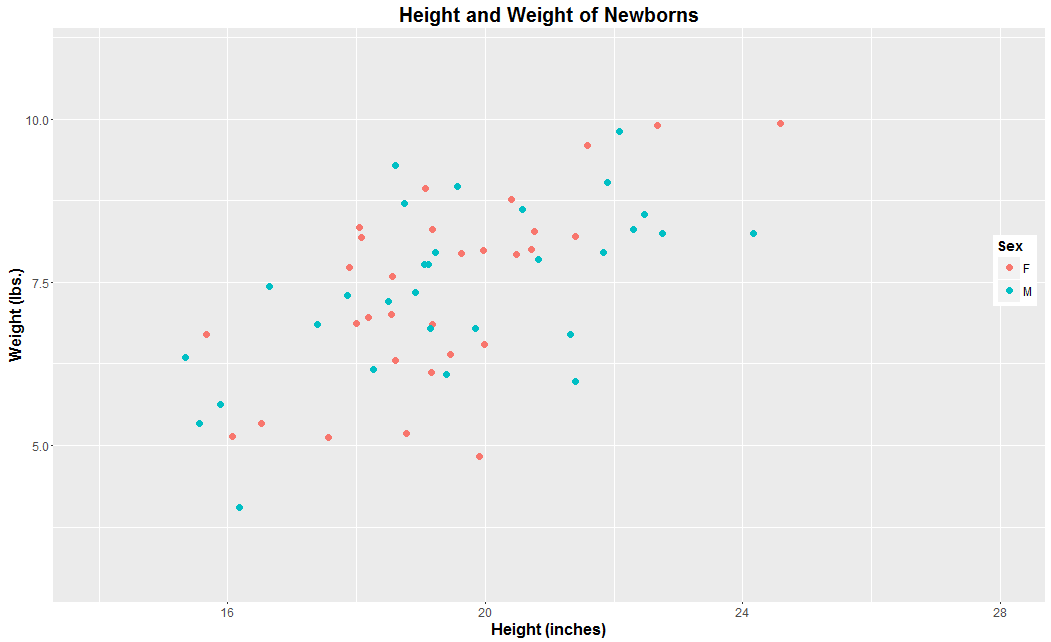 Height and Weight of Newborns
Weight (lbs.)
10.0
7.5
5.0
16 20 24 28
Height (inches)
Sex
F
M